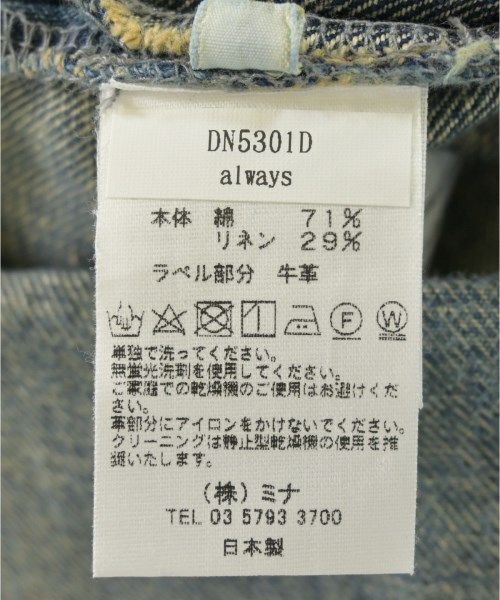 DN5301D
always
本体 綿 71%
リネン 29%
ラベル部分 牛革
F W
単独で洗ってください。
無蛍光洗剤を使用してください。
ご家庭での乾燥機のご使用はお避けくだ
さい。
革部分にアイロンをかけないでください。
クリーニングは静止型乾燥機の使用を推
奨いたします。
(株)ミナ
TEL 03 5793 3700
日本製